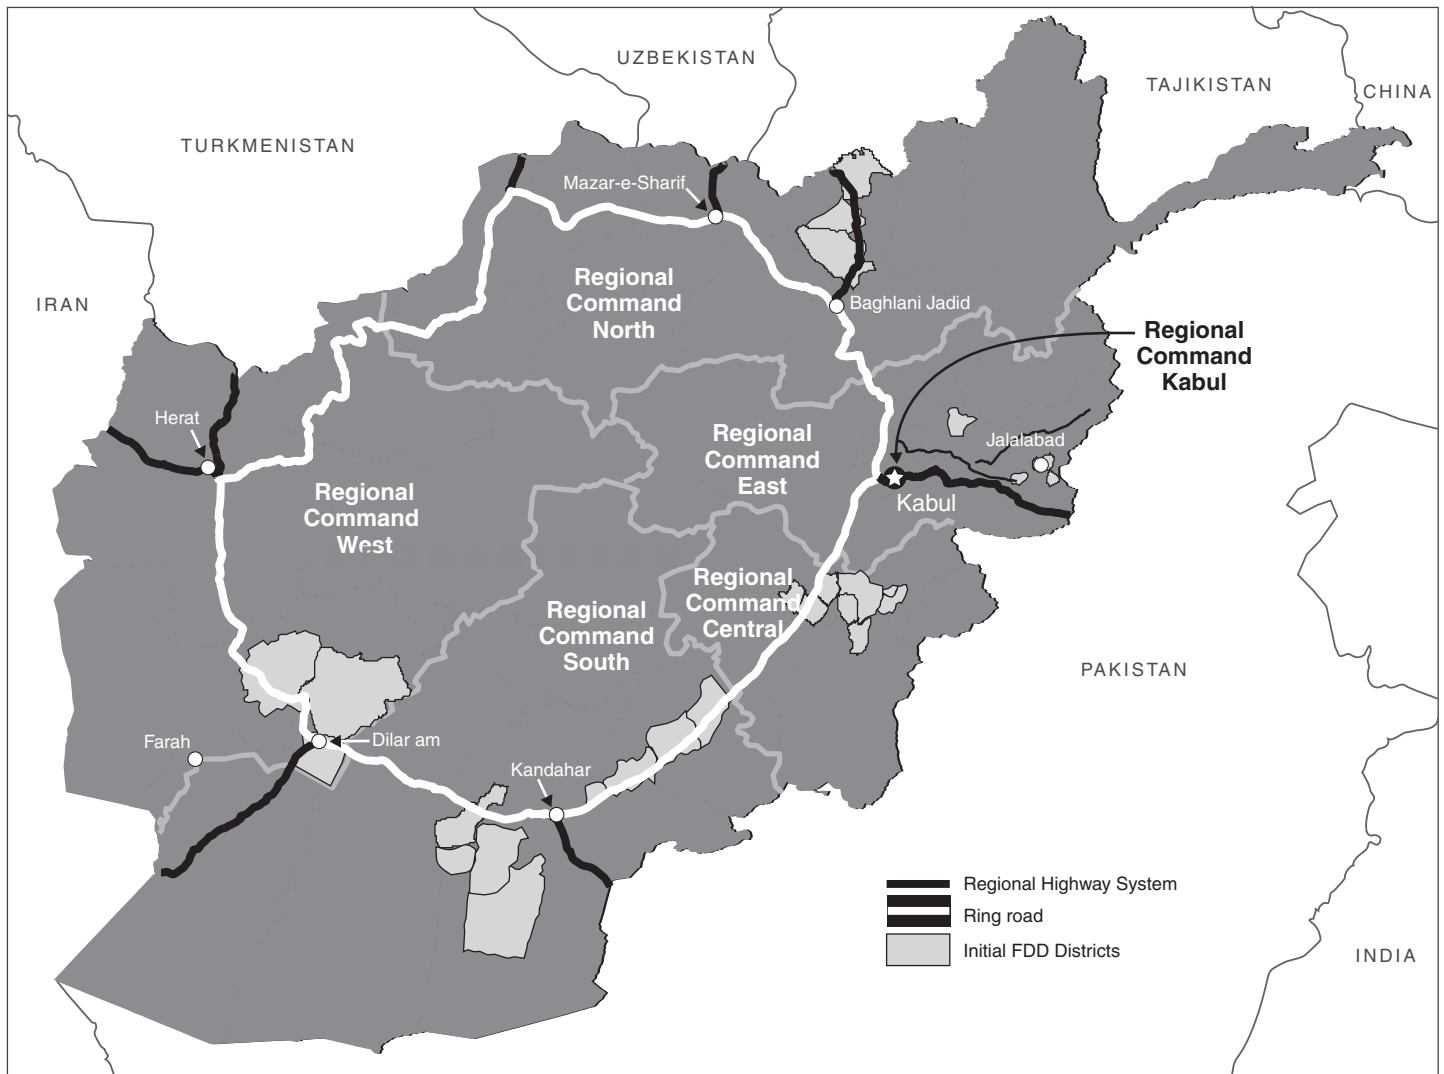 UZBEKISTAN
TAJIKISTAN
CHINA
TURKMENISTAN
Mazar-e-Sharif
IRAN
Regional
Command
North
Baghlani Jadid
Regional
Command
Kabul
Herat
Regional
Command
East
Jalalabad
Regional
Command
West
Kabul
Regional
Command
Central
Regional
Command
South
PAKISTAN
Farah
Dilar am
Kandahar
Regional Highway System
Ring road
Initial FDD Districts
INDIA